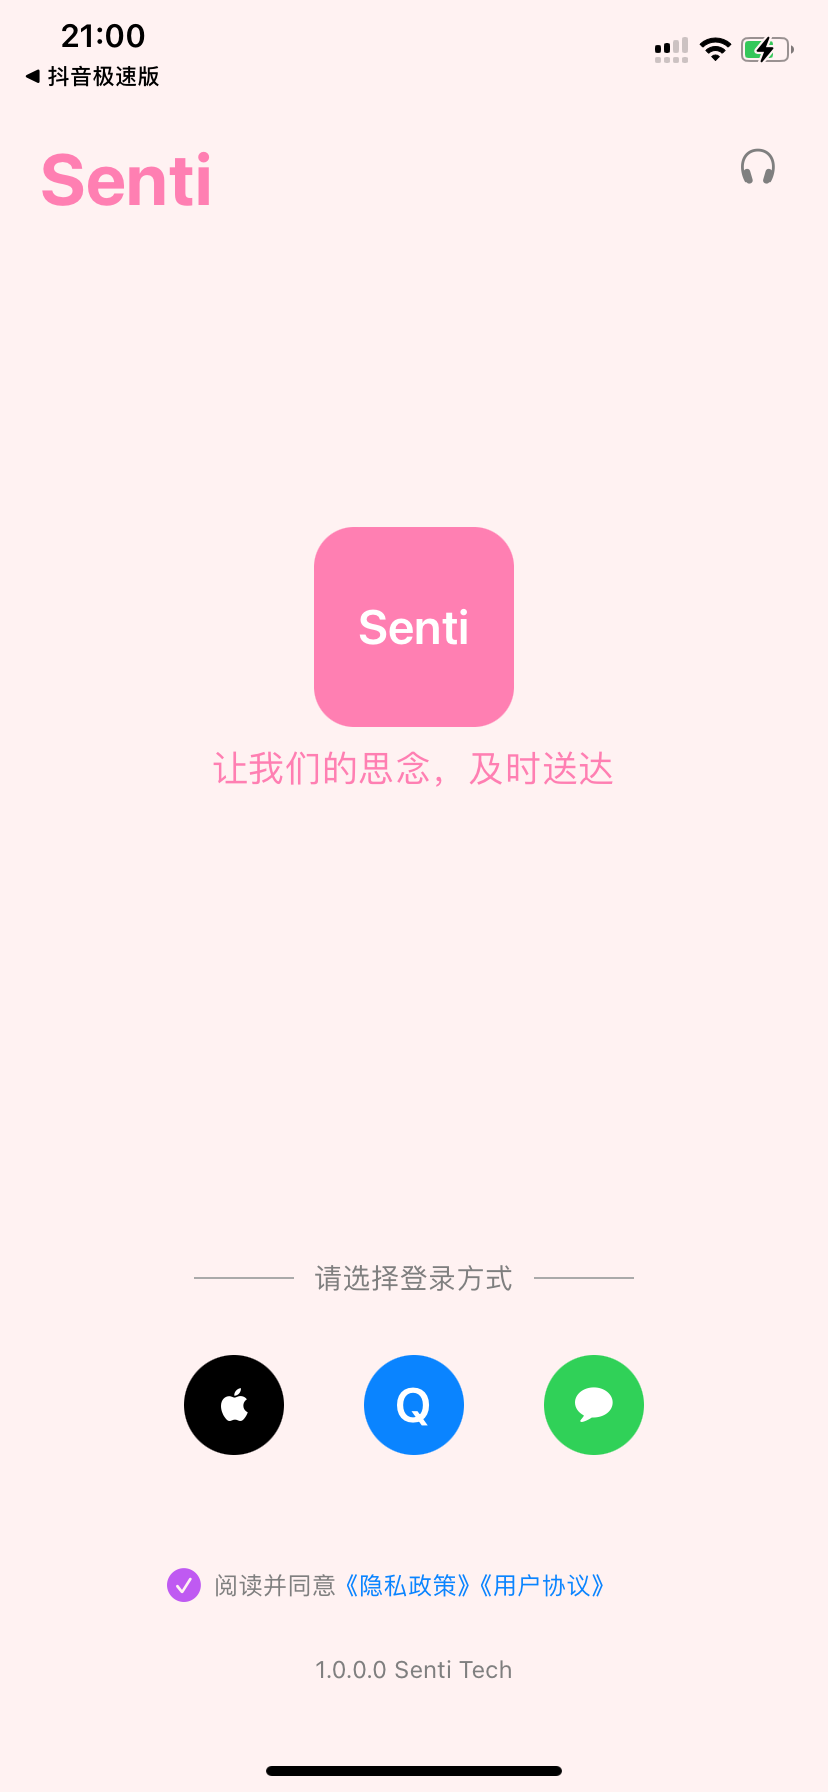 21:00
◀ 抖音极速版
Senti
Senti
让我们的思念，及时送达
请选择登录方式
Q
阅读并同意《隐私政策》《用户协议》
1.0.0.0 Senti Tech